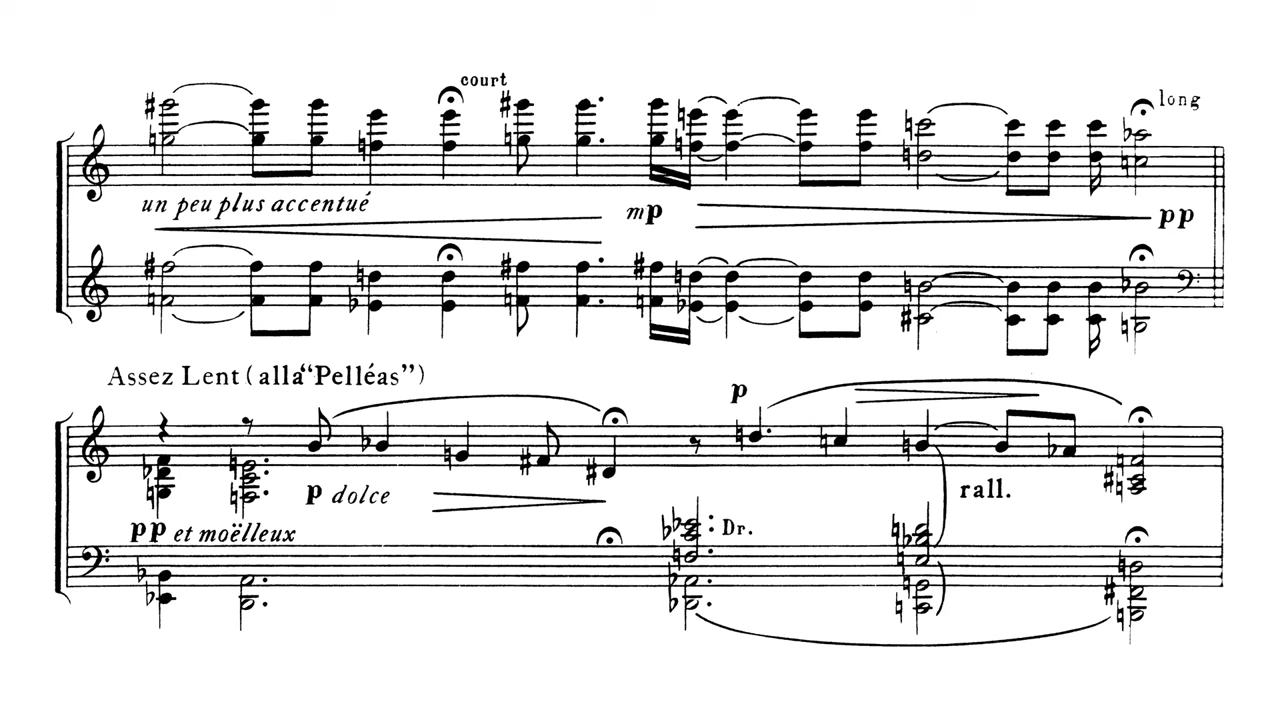 court
long
un peu plus accentué
mp
pp
Assez Lent (alla “Pelléas”)
p
p dolce
rall.
pp et moëlleux
Dr.